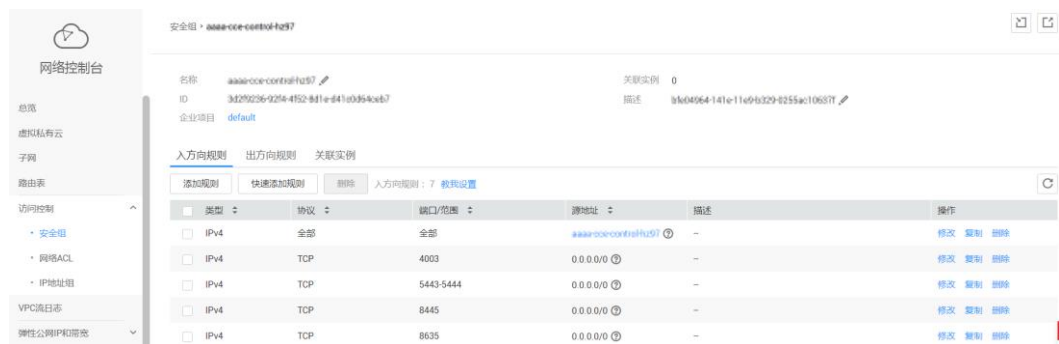 安全组 › aaaa-cce-control-hz97
网络控制台
总览
虚拟私有云
子网
路由表
访问控制
安全组
网络ACL
IP地址组
VPC流日志
弹性公网IP和带宽
名称 aaaa-cce-control-hz97
关联实例 0
ID
描述
企业项目 default
入方向规则 出方向规则 关联实例
添加规则 快速添加规则 删除 入方向规则：7 教我设置
类型 协议 端口/范围 源地址 描述 操作
IPv4 全部 全部 aaaa-cce-control-hz97 – 修改 复制 删除
IPv4 TCP 4003 0.0.0.0/0 – 修改 复制 删除
IPv4 TCP 5443-5444 0.0.0.0/0 – 修改 复制 删除
IPv4 TCP 8445 0.0.0.0/0 – 修改 复制 删除
IPv4 TCP 8635 0.0.0.0/0 – 修改 复制 删除